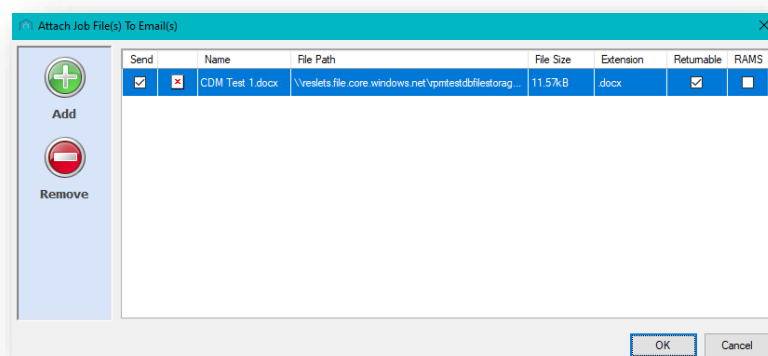 Attach Job File(s) To Email(s)
Add
Remove
Send Name File Path File Size Extension Returnable RAMS
CDM Test 1.docx \\reslets.file.core.windows.net\rpmtestdbfilestorag... 11.57kB .docx
OK Cancel